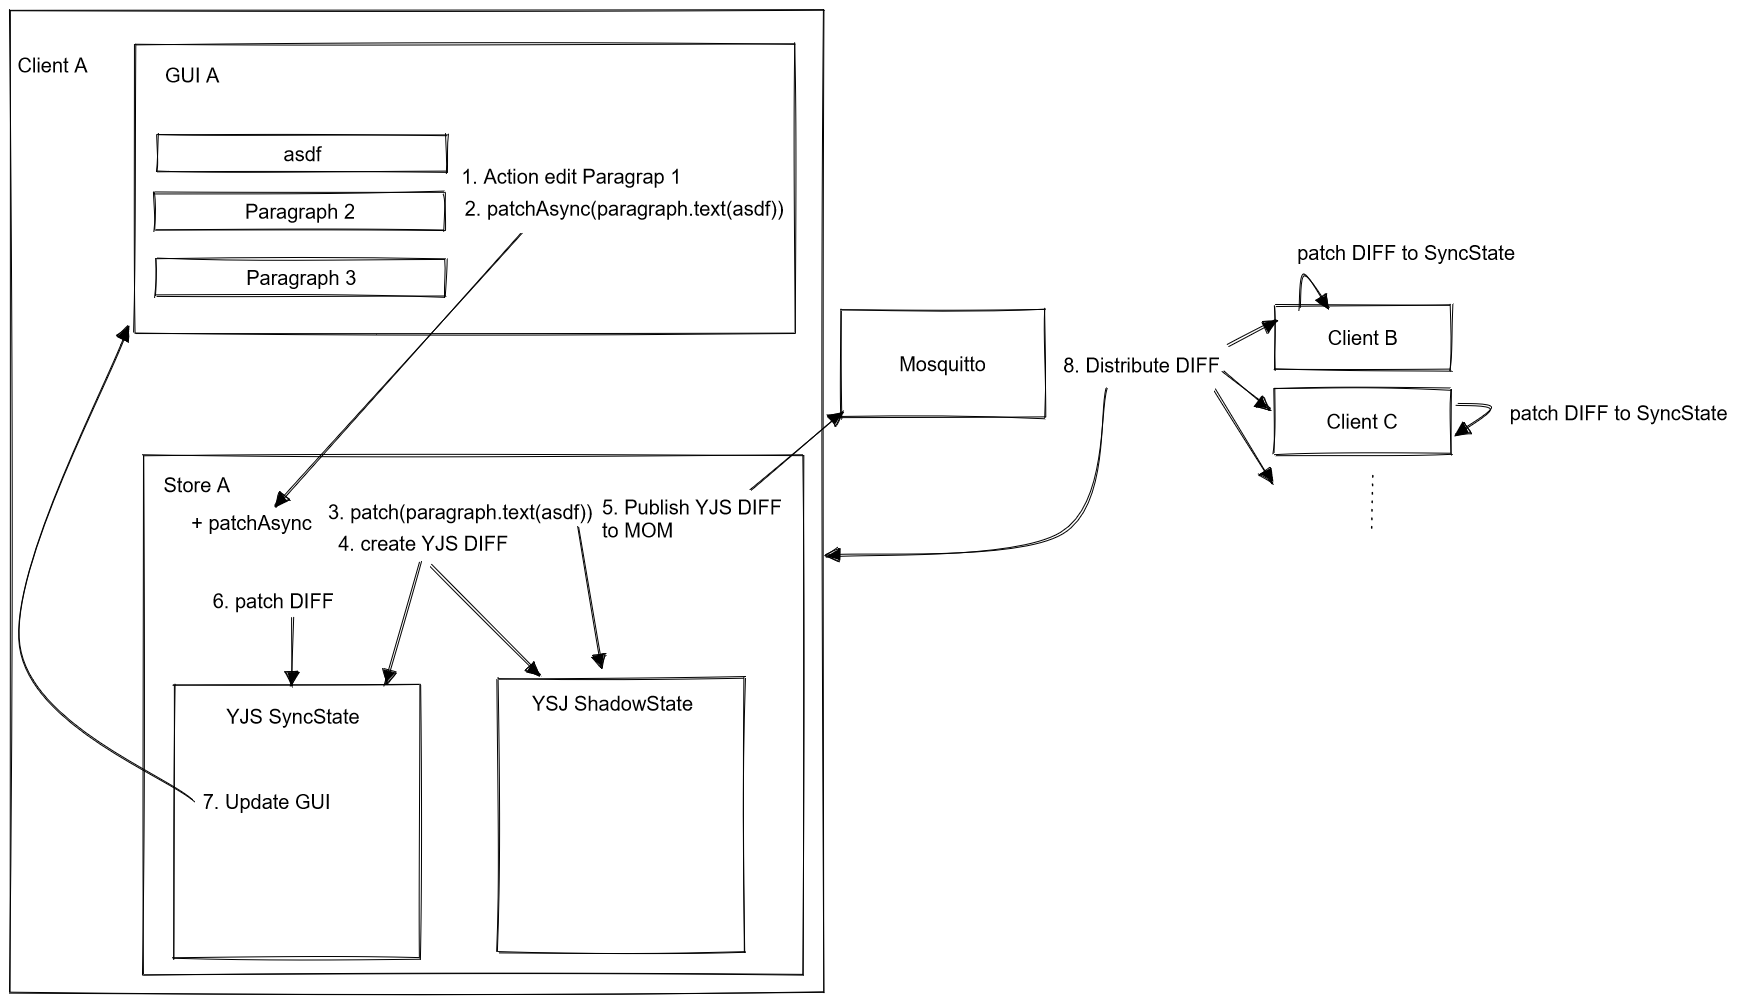 Client A
GUI A
asdf
1. Action edit Paragrap 1
Paragraph 2
2. patchAsync(paragraph.text(asdf))
Paragraph 3
Store A
+ patchAsync
3. patch(paragraph.text(asdf))
4. create YJS DIFF
5. Publish YJS DIFF
to MOM
6. patch DIFF
YJS SyncState
YSJ ShadowState
7. Update GUI
Mosquitto
8. Distribute DIFF
patch DIFF to SyncState
Client B
Client C
patch DIFF to SyncState